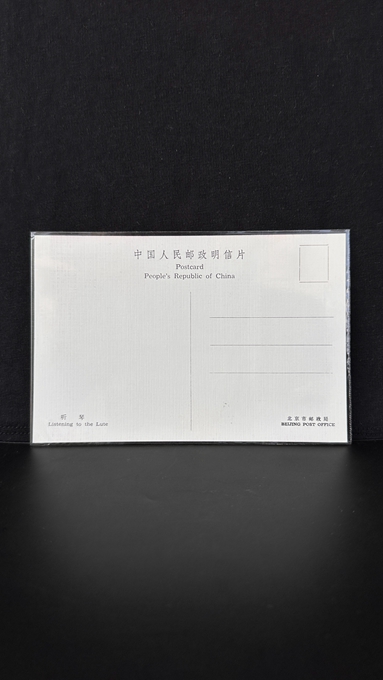 中国人民邮政明信片
Postcard
People's Republic of China
听琴
Listening to the Lute
北京市邮政局
BEIJING POST OFFICE